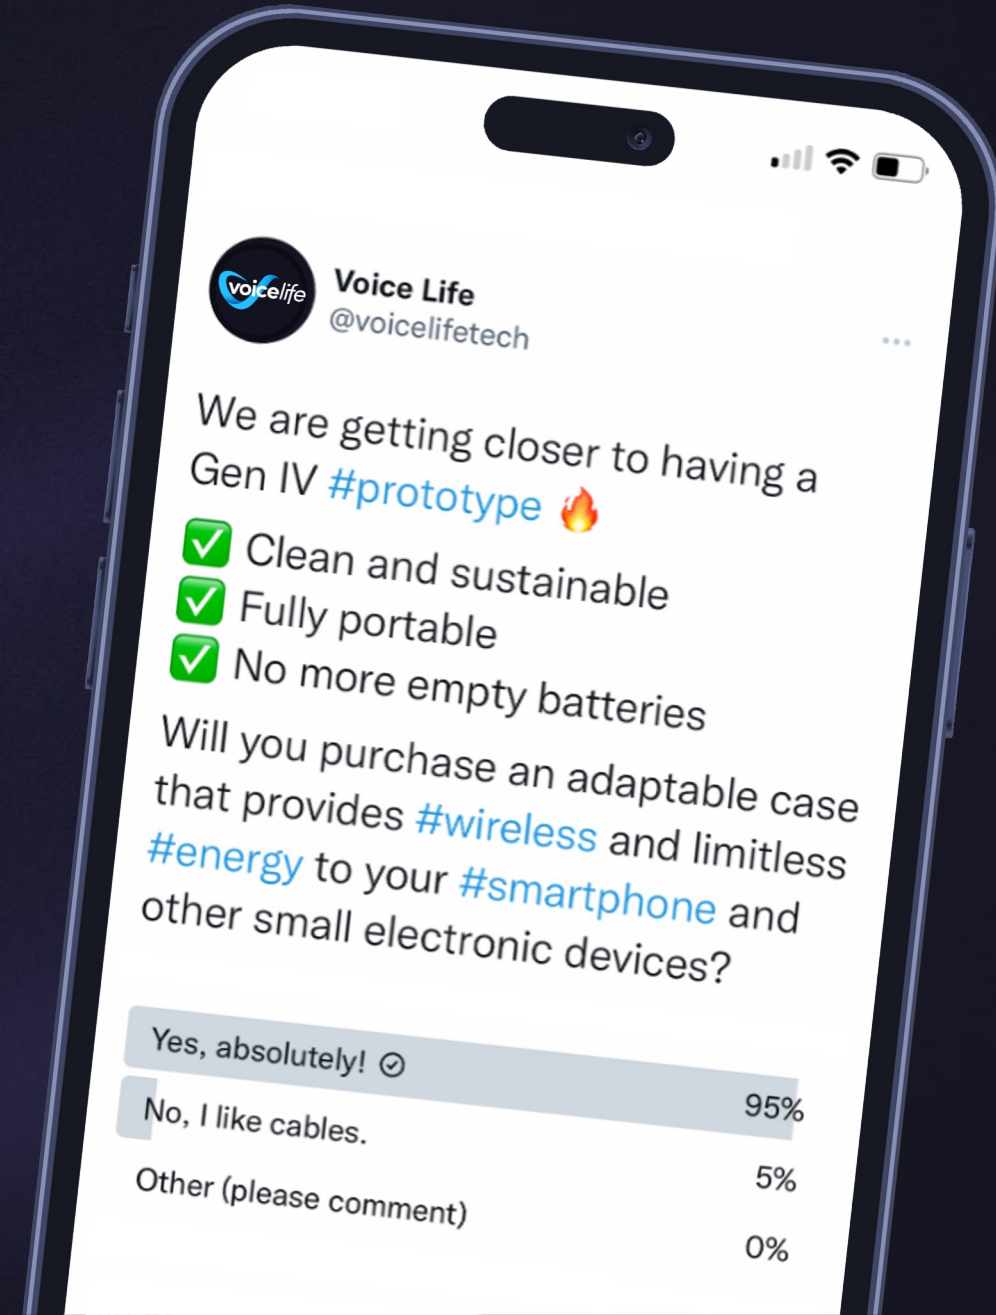 voicelife
Voice Life
@voicelifetech
We are getting closer to having a
Gen IV #prototype 🔥
✅ Clean and sustainable
✅ Fully portable
✅ No more empty batteries
Will you purchase an adaptable case
that provides #wireless and limitless
#energy to your #smartphone and
other small electronic devices?
Yes, absolutely! 95%
No, I like cables. 5%
Other (please comment) 0%